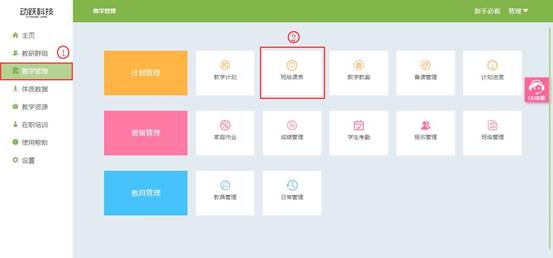 动跃科技
教学管理
新手必看
管理
主页
教研群组
①
教学管理
体质数据
教学资源
在职培训
使用帮助
设置
②
计划管理
教学计划
班级课表
教学教案
备课管理
计划进度
QQ咨询
班级管理
家庭作业
成绩管理
学生考勤
报名管理
班级管理
教具管理
教具管理
日常管理